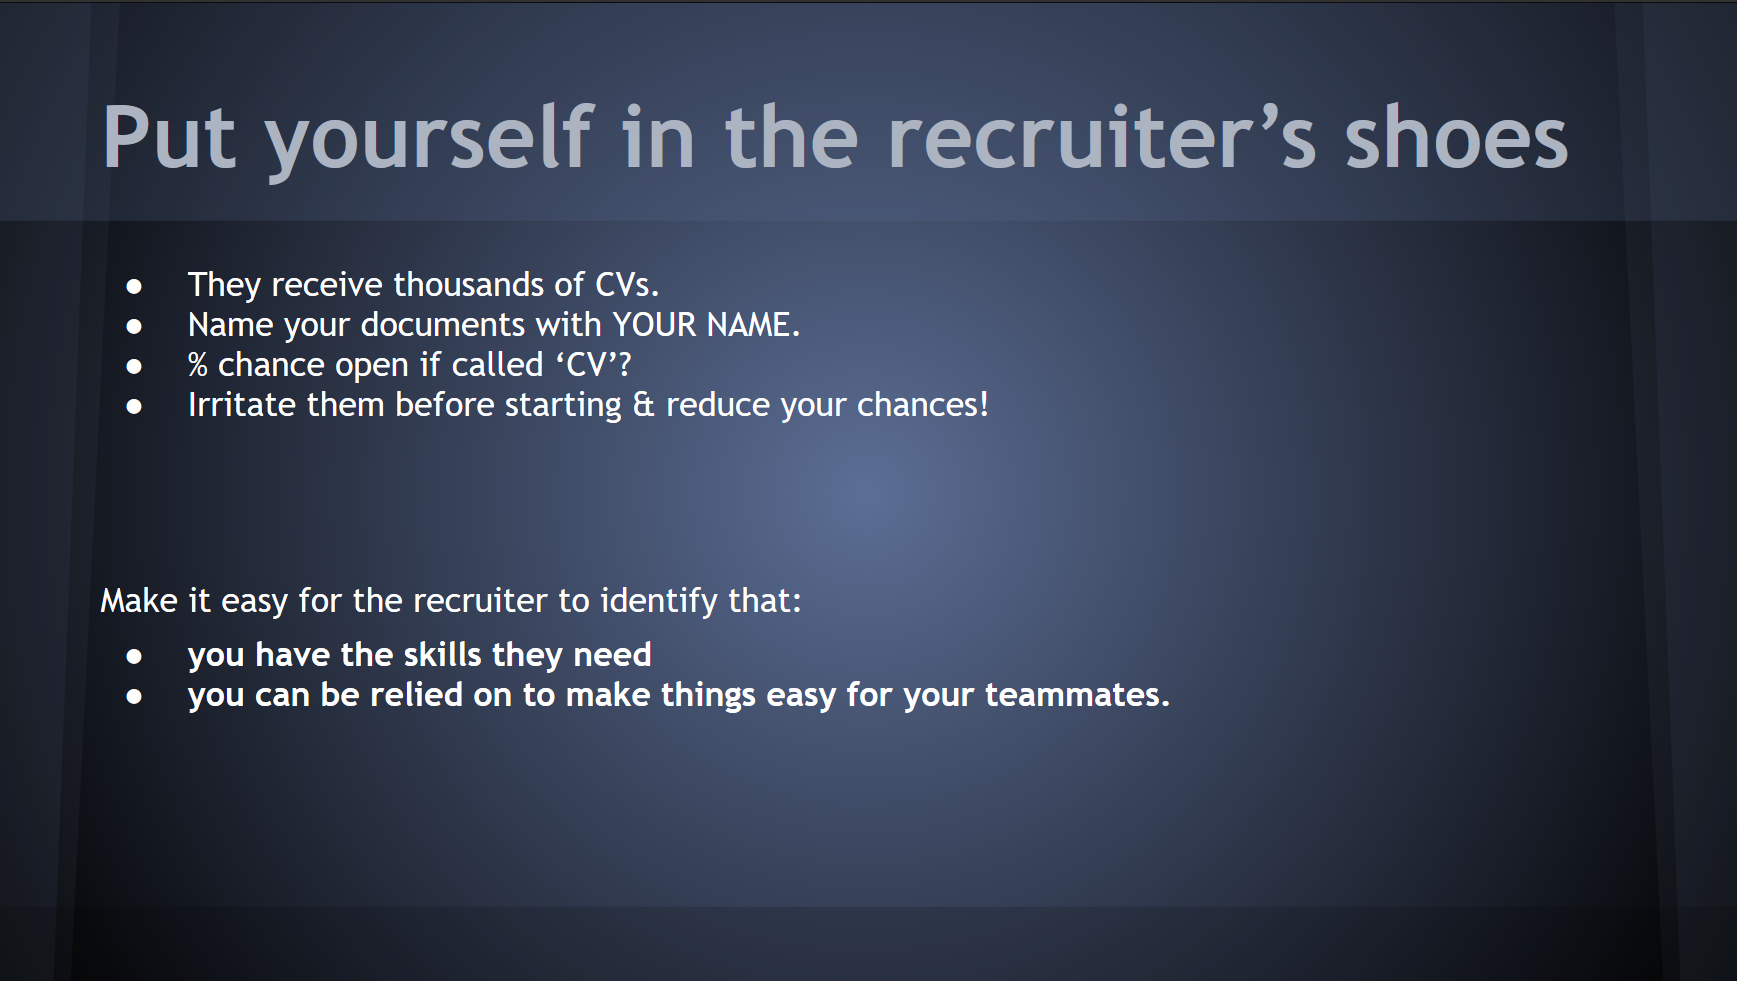 Put yourself in the recruiter’s shoes
● They receive thousands of CVs.
● Name your documents with YOUR NAME.
● % chance open if called ‘CV’?
● Irritate them before starting & reduce your chances!
Make it easy for the recruiter to identify that:
● you have the skills they need
● you can be relied on to make things easy for your teammates.